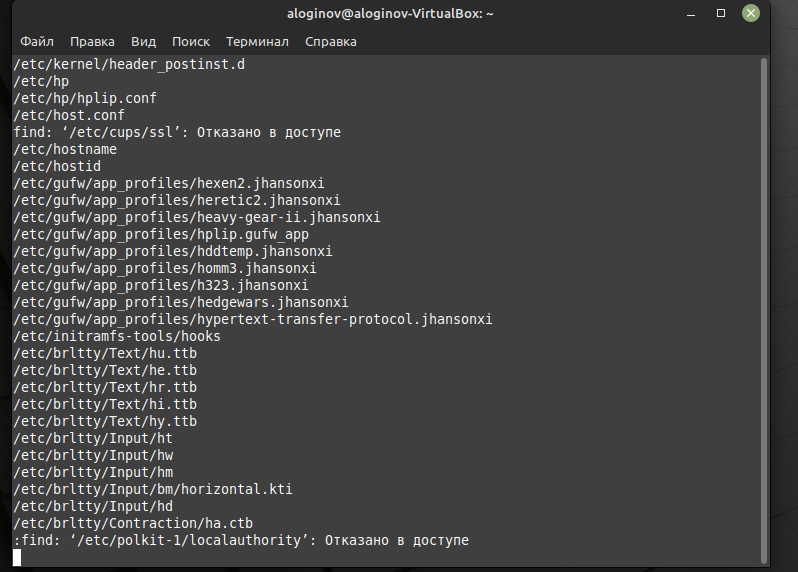 aloginov@aloginov-VirtualBox: ~
Файл Правка Вид Поиск Терминал Справка
/etc/kernel/header_postinst.d
/etc/hp
/etc/hp/hplip.conf
/etc/host.conf
find: ‘/etc/cups/ssl’: Отказано в доступе
/etc/hostname
/etc/hostid
/etc/gufw/app_profiles/hexen2.jhansonxi
/etc/gufw/app_profiles/heretic2.jhansonxi
/etc/gufw/app_profiles/heavy-gear-ii.jhansonxi
/etc/gufw/app_profiles/hplip.gufw_app
/etc/gufw/app_profiles/hddtemp.jhansonxi
/etc/gufw/app_profiles/homm3.jhansonxi
/etc/gufw/app_profiles/h323.jhansonxi
/etc/gufw/app_profiles/hedgewars.jhansonxi
/etc/gufw/app_profiles/hypertext-transfer-protocol.jhansonxi
/etc/initramfs-tools/hooks
/etc/brltty/Text/hu.ttb
/etc/brltty/Text/he.ttb
/etc/brltty/Text/hr.ttb
/etc/brltty/Text/hi.ttb
/etc/brltty/Text/hy.ttb
/etc/brltty/Input/ht
/etc/brltty/Input/hw
/etc/brltty/Input/hm
/etc/brltty/Input/bm/horizontal.kti
/etc/brltty/Input/hd
/etc/brltty/Contraction/ha.ctb
:find: ‘/etc/polkit-1/localauthority’: Отказано в доступе